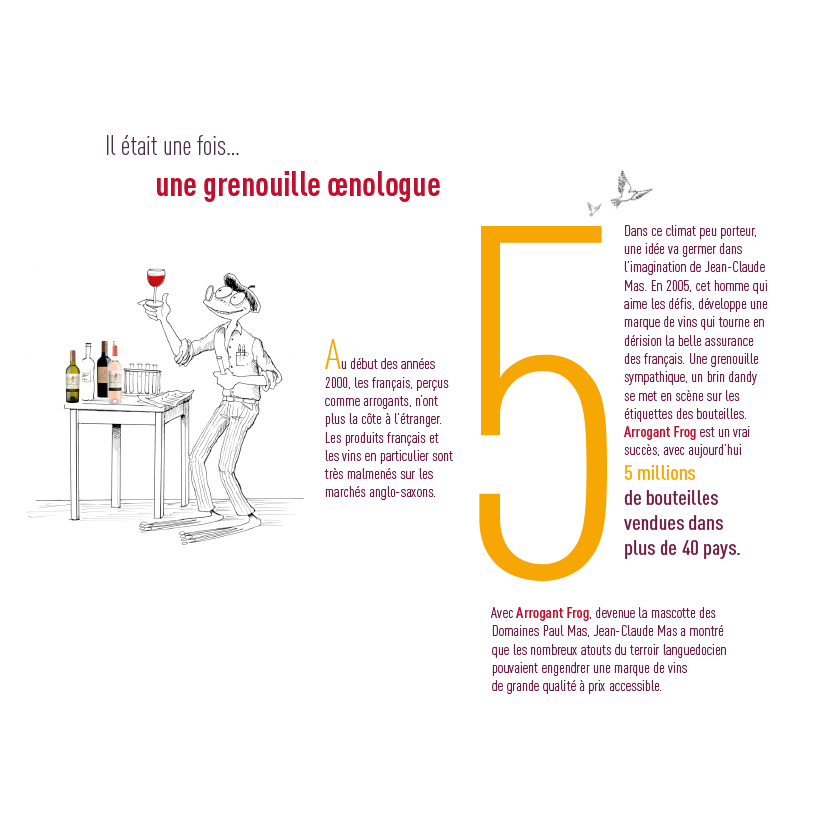 Il était une fois...
une grenouille œnologue
Au début des années
2000, les français, perçus
comme arrogants, n'ont
plus la côte à l'étranger.
Les produits français et
les vins en particulier sont
très malmenés sur les
marchés anglo-saxons.
5
Dans ce climat peu porteur,
une idée va germer dans
l'imagination de Jean-Claude
Mas. En 2005, cet homme qui
aime les défis, développe une
marque de vins qui tourne en
dérision la belle assurance
des français. Une grenouille
sympathique, un brin dandy
se met en scène sur les
étiquettes des bouteilles.
Arrogant Frog est un vrai
succès, avec aujourd'hui
5 millions
de bouteilles
vendues dans
plus de 40 pays.
Avec Arrogant Frog, devenue la mascotte des
Domaines Paul Mas, Jean-Claude Mas a montré
que les nombreux atouts du terroir languedocien
pouvaient engendrer une marque de vins
de grande qualité à prix accessible.